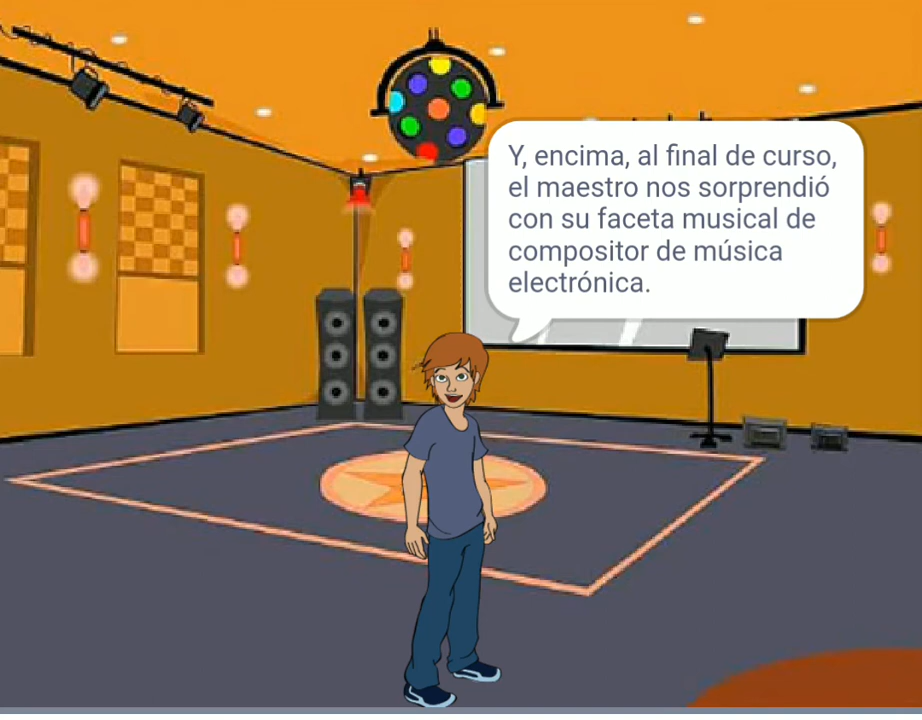 Y, encima, al final de curso,
el maestro nos sorprendió
con su faceta musical de
compositor de música
electrónica.